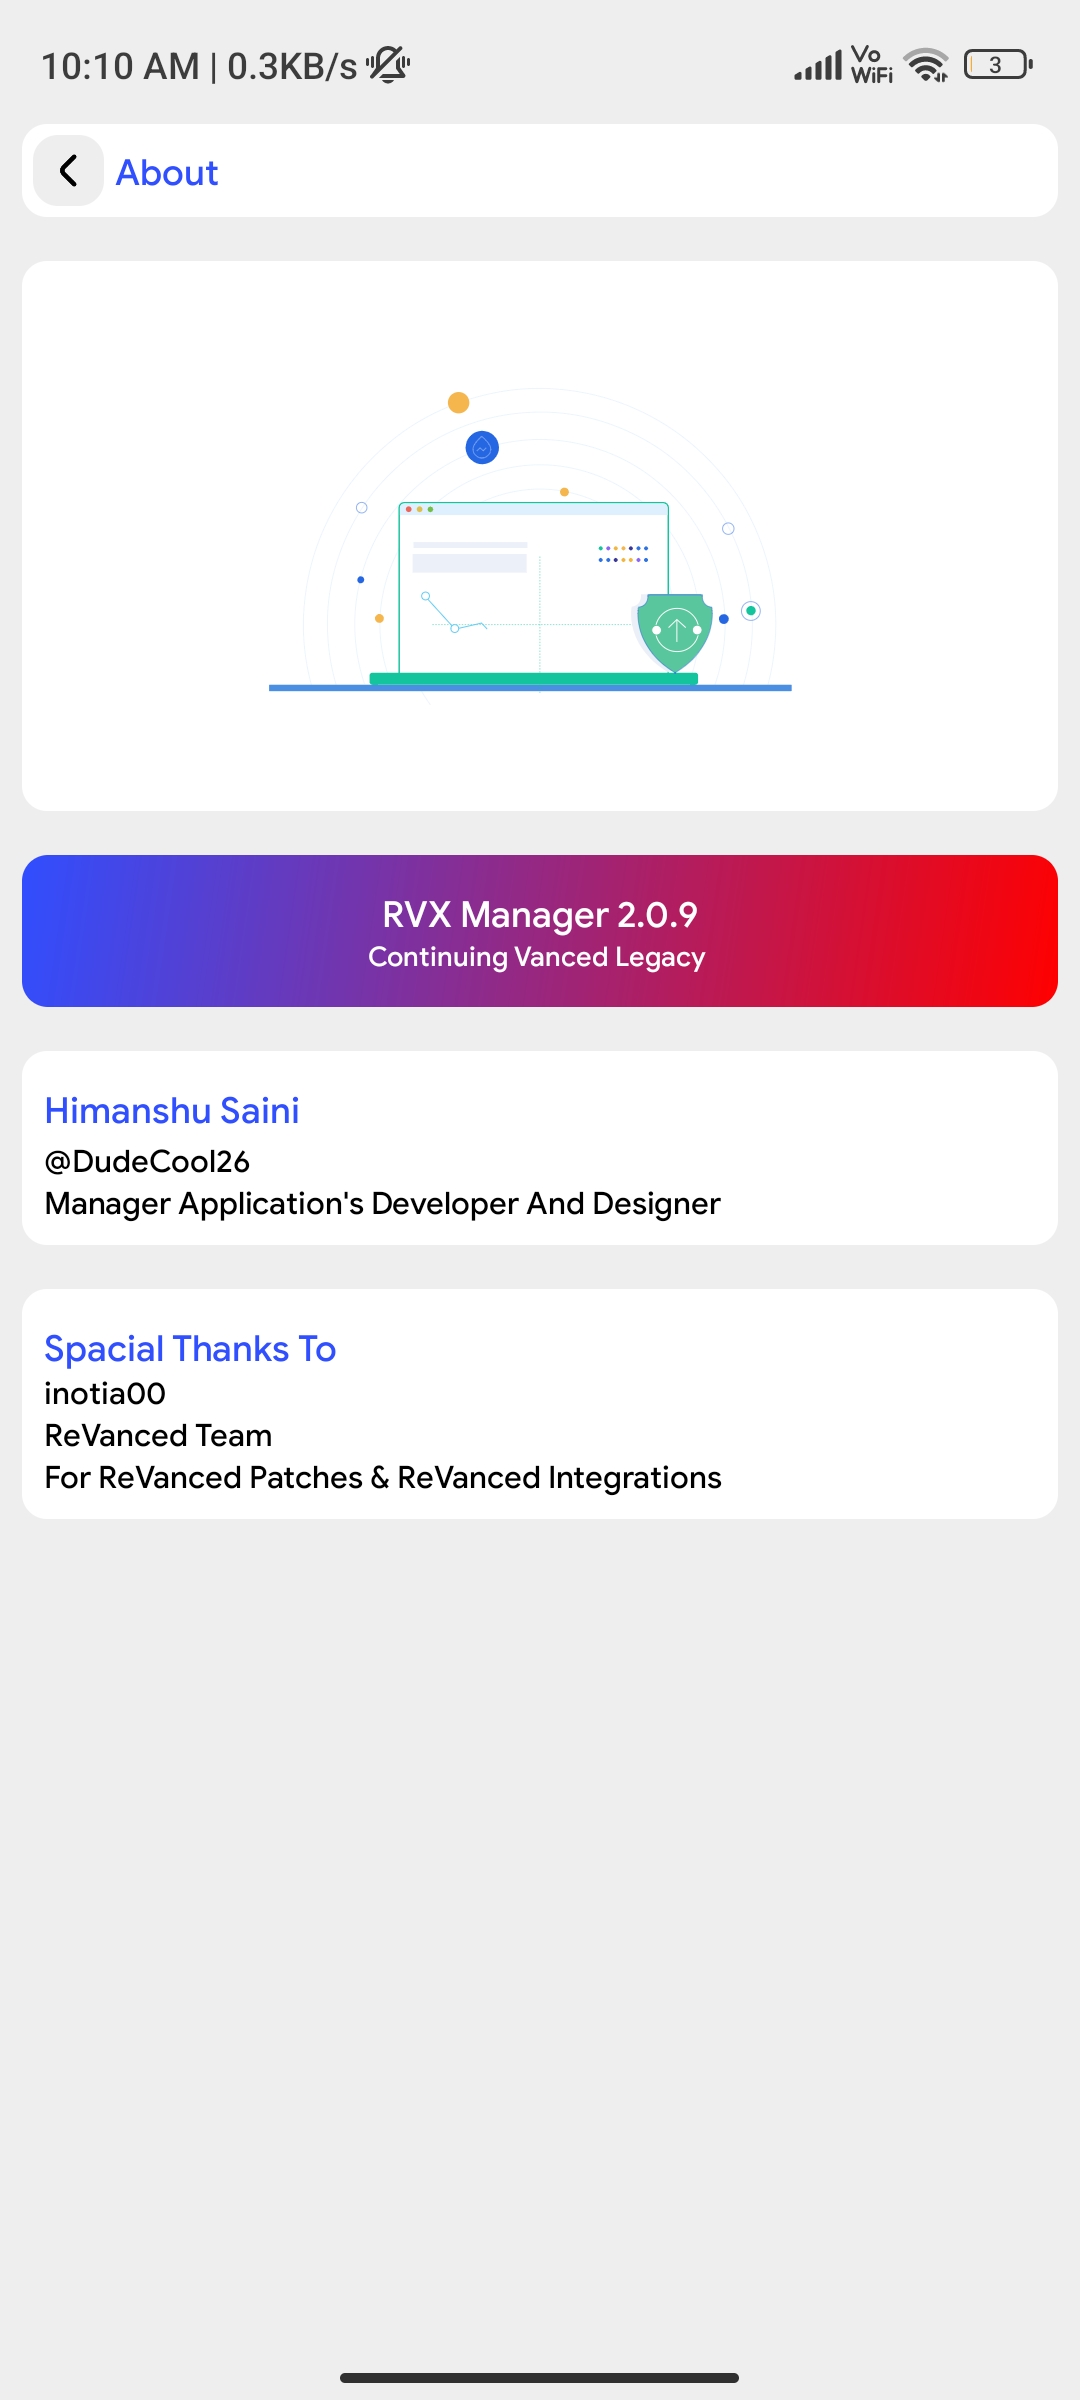 10:10 AM | 0.3KB/s
Vo
WiFi
3
About
RVX Manager 2.0.9
Continuing Vanced Legacy
Himanshu Saini
@DudeCool26
Manager Application's Developer And Designer
Spacial Thanks To
inotia00
ReVanced Team
For ReVanced Patches & ReVanced Integrations